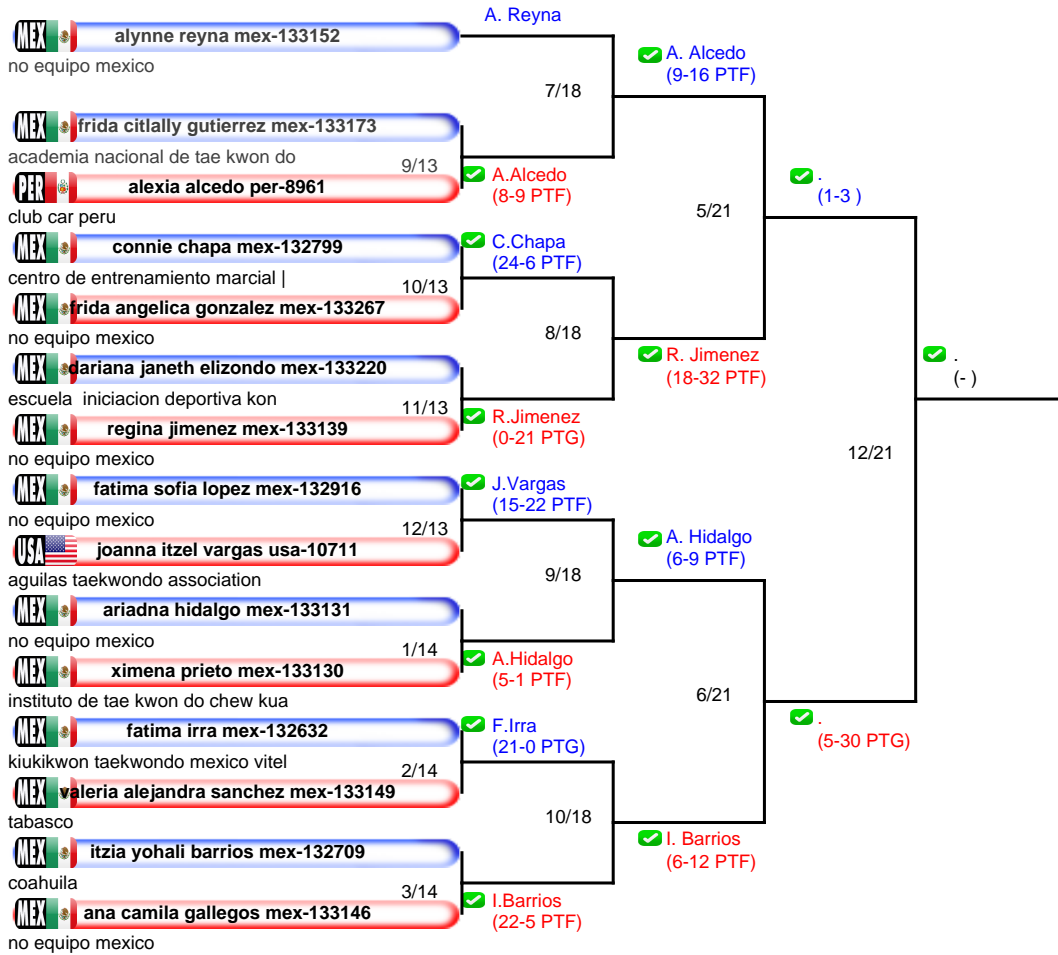 A. Reyna
MEX alynne reyna mex-133152
no equipo mexico
A. Alcedo
(9-16 PTF)
7/18
MEX frida citlally gutierrez mex-133173
academia nacional de tae kwon do
9/13
PER alexia alcedo per-8961
club car peru
A.Alcedo
(8-9 PTF)
.
(1-3 )
5/21
MEX connie chapa mex-132799
centro de entrenamiento marcial |
C.Chapa
(24-6 PTF)
10/13
MEX frida angelica gonzalez mex-133267
no equipo mexico
8/18
R. Jimenez
(18-32 PTF)
.
(- )
MEX dariana janeth elizondo mex-133220
escuela  iniciacion deportiva kon
11/13
MEX regina jimenez mex-133139
no equipo mexico
R.Jimenez
(0-21 PTG)
12/21
MEX fatima sofia lopez mex-132916
no equipo mexico
J.Vargas
(15-22 PTF)
12/13
USA joanna itzel vargas usa-10711
aguilas taekwondo association
A. Hidalgo
(6-9 PTF)
9/18
MEX ariadna hidalgo mex-133131
no equipo mexico
1/14
MEX ximena prieto mex-133130
instituto de tae kwon do chew kua
A.Hidalgo
(5-1 PTF)
6/21
.
(5-30 PTG)
MEX fatima irra mex-132632
kiukikwon taekwondo mexico vitel
F.Irra
(21-0 PTG)
2/14
MEX valeria alejandra sanchez mex-133149
tabasco
10/18
I. Barrios
(6-12 PTF)
MEX itzia yohali barrios mex-132709
coahuila
3/14
MEX ana camila gallegos mex-133146
no equipo mexico
I.Barrios
(22-5 PTF)